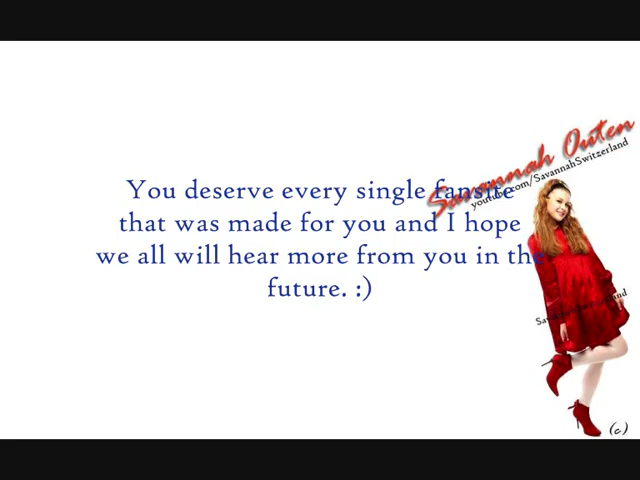 Savannah Outen
youtube.com/SavannahSwitzerland
You deserve every single fansite
that was made for you and I hope
we all will hear more from you in the
future. :)
SavannahSwitzerland
(c)